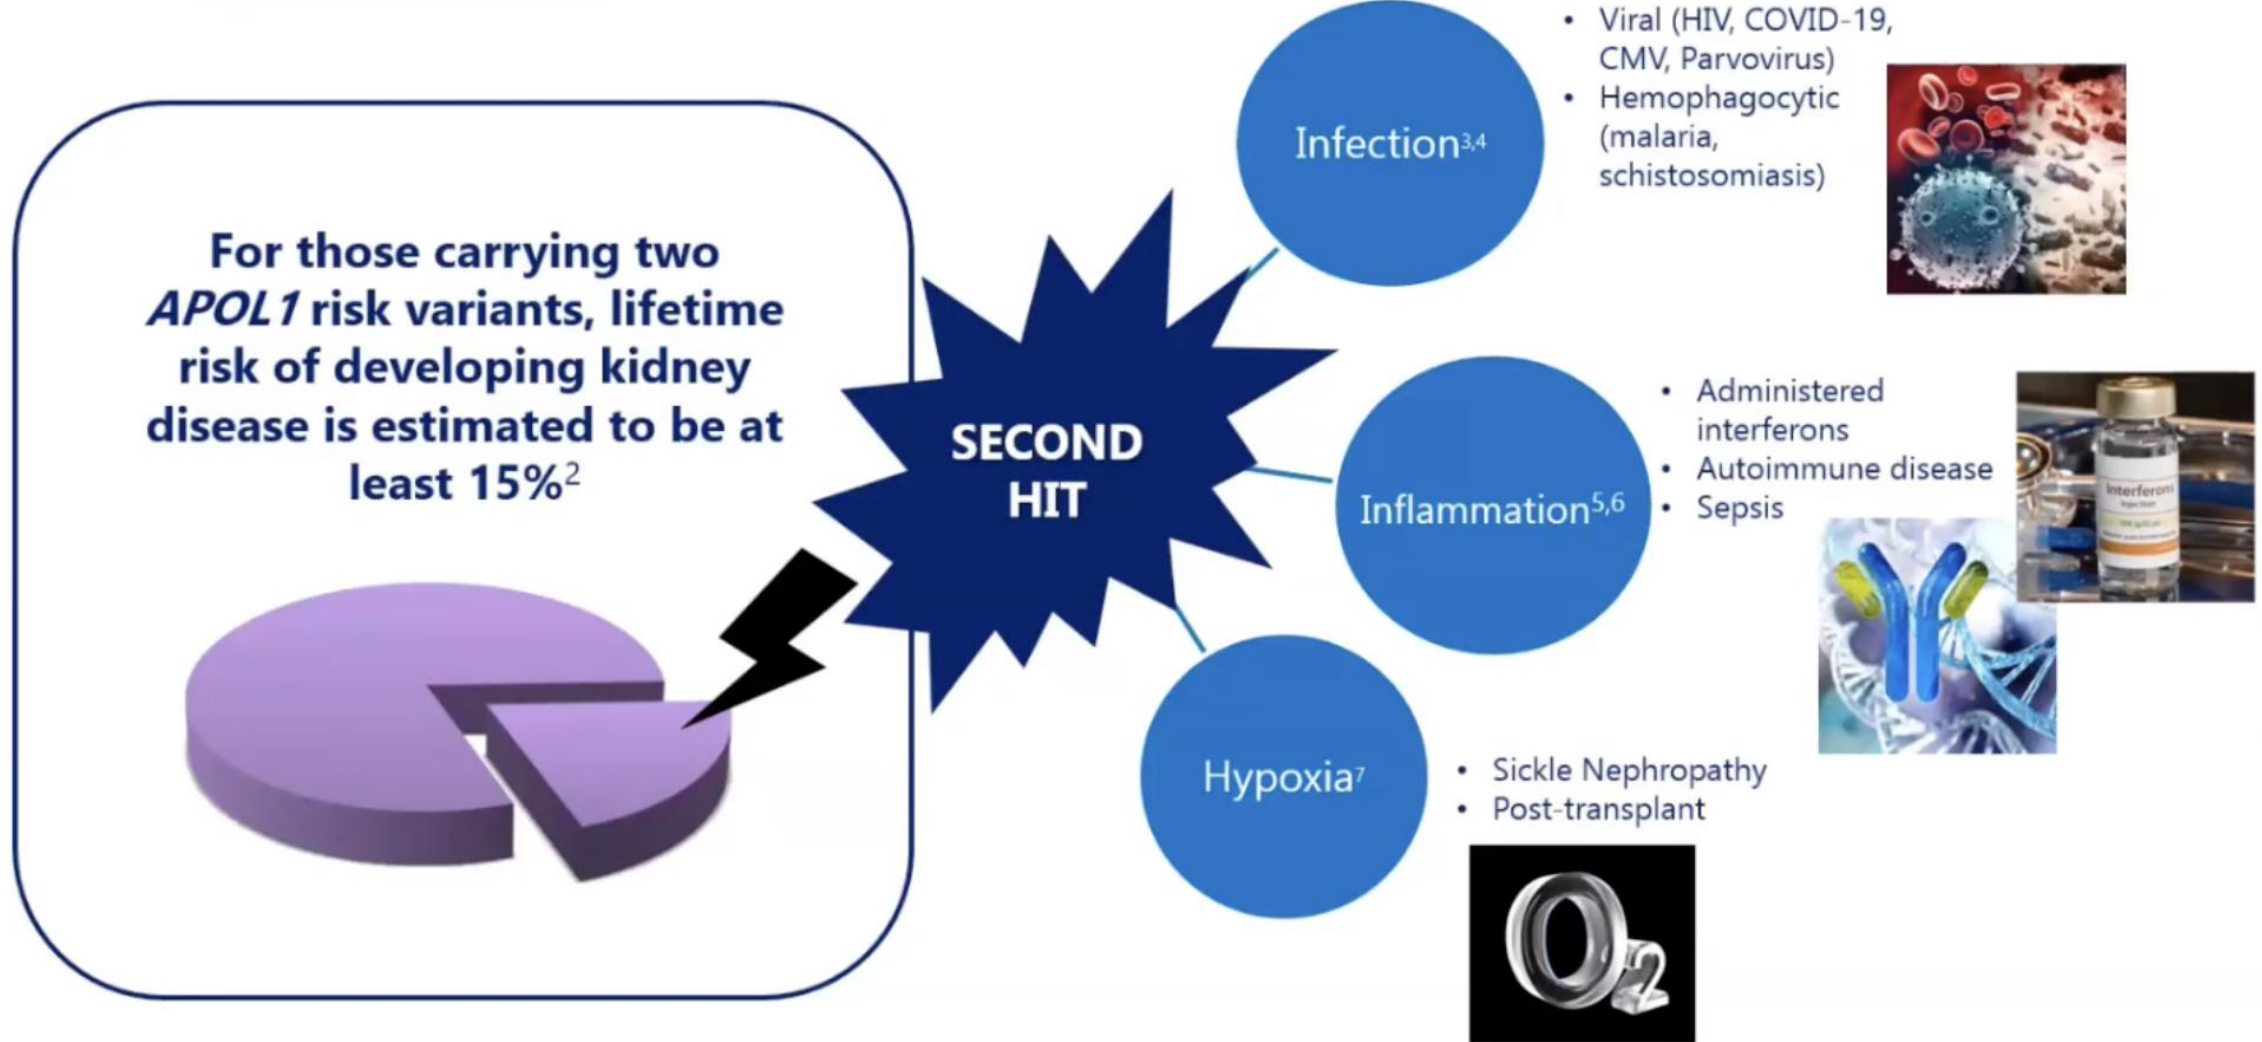 For those carrying two
APOL1 risk variants, lifetime
risk of developing kidney
disease is estimated to be at
least 15%2
SECOND
HIT
Infection3,4
• Viral (HIV, COVID-19,
CMV, Parvovirus)
• Hemophagocytic
(malaria,
schistosomiasis)
Inflammation5,6
• Administered
interferons
• Autoimmune disease
• Sepsis
Interferons
Injection
Hypoxia7
• Sickle Nephropathy
• Post-transplant
O2